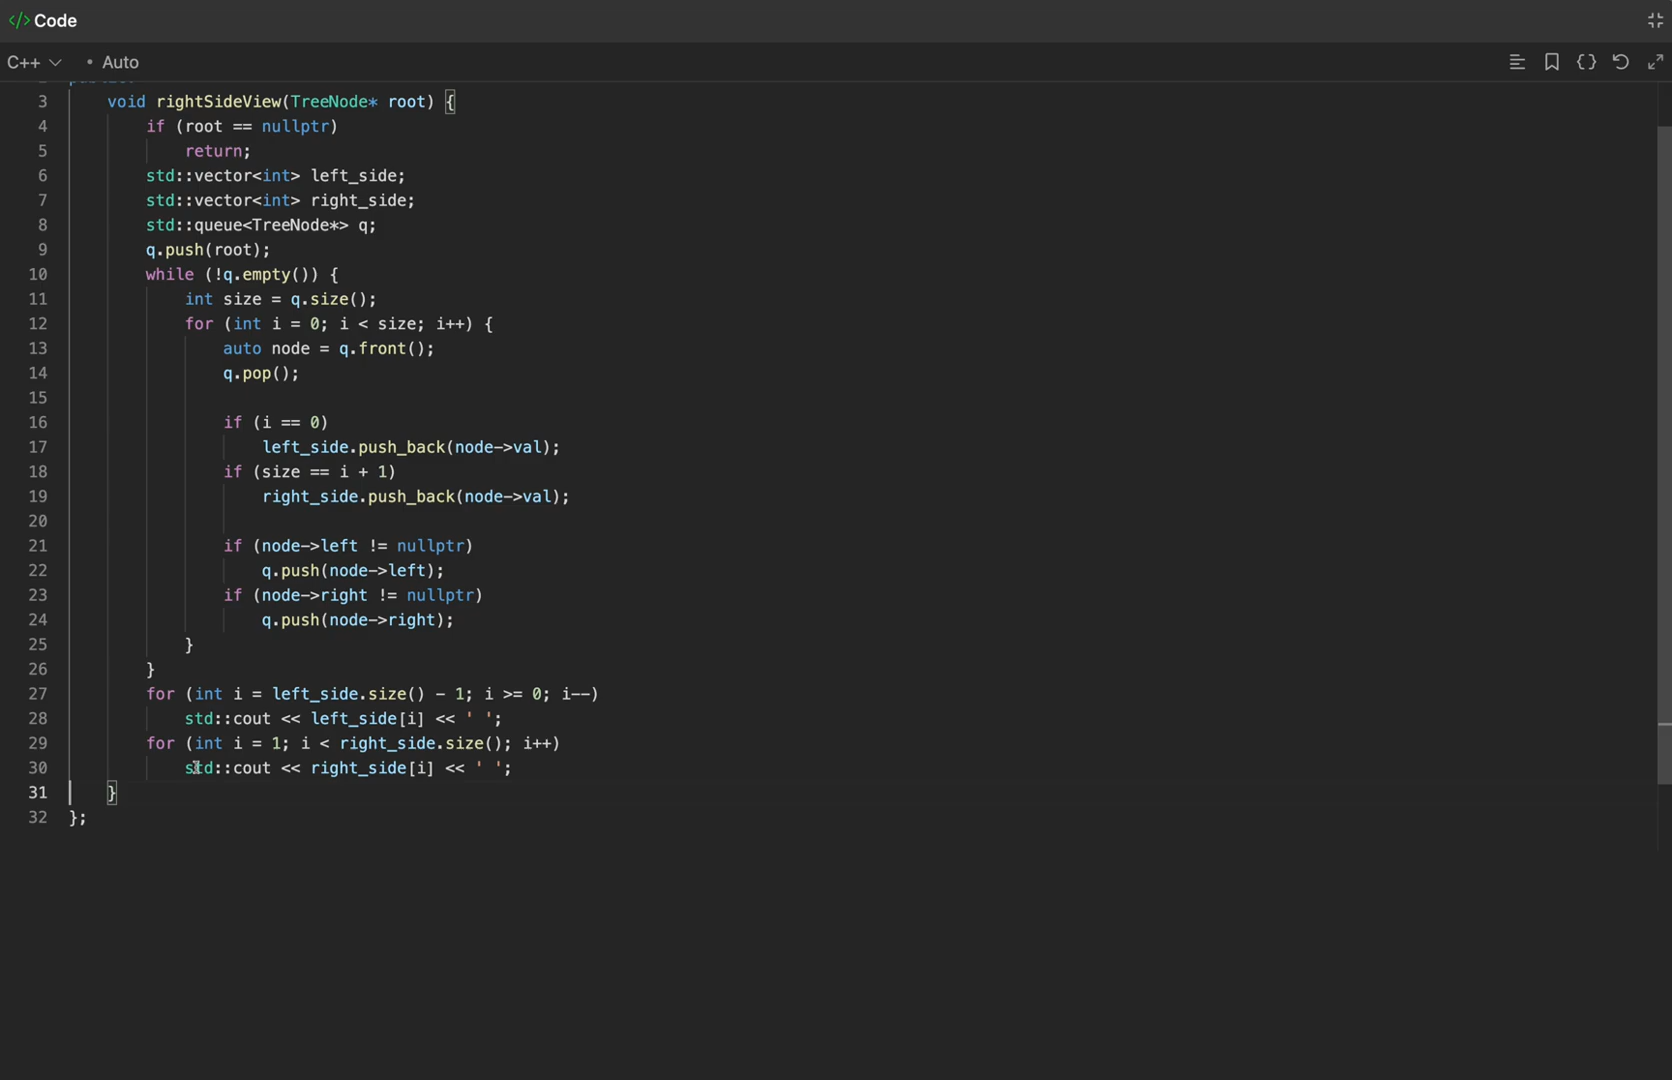 </> Code
C++ • Auto
3 void rightSideView(TreeNode* root) {
4 if (root == nullptr)
5 return;
6 std::vector<int> left_side;
7 std::vector<int> right_side;
8 std::queue<TreeNode*> q;
9 q.push(root);
10 while (!q.empty()) {
11 int size = q.size();
12 for (int i = 0; i < size; i++) {
13 auto node = q.front();
14 q.pop();
15
16 if (i == 0)
17 left_side.push_back(node->val);
18 if (size == i + 1)
19 right_side.push_back(node->val);
20
21 if (node->left != nullptr)
22 q.push(node->left);
23 if (node->right != nullptr)
24 q.push(node->right);
25 }
26 }
27 for (int i = left_side.size() - 1; i >= 0; i--)
28 std::cout << left_side[i] << ' ';
29 for (int i = 1; i < right_side.size(); i++)
30 std::cout << right_side[i] << ' ';
31 }
32 };